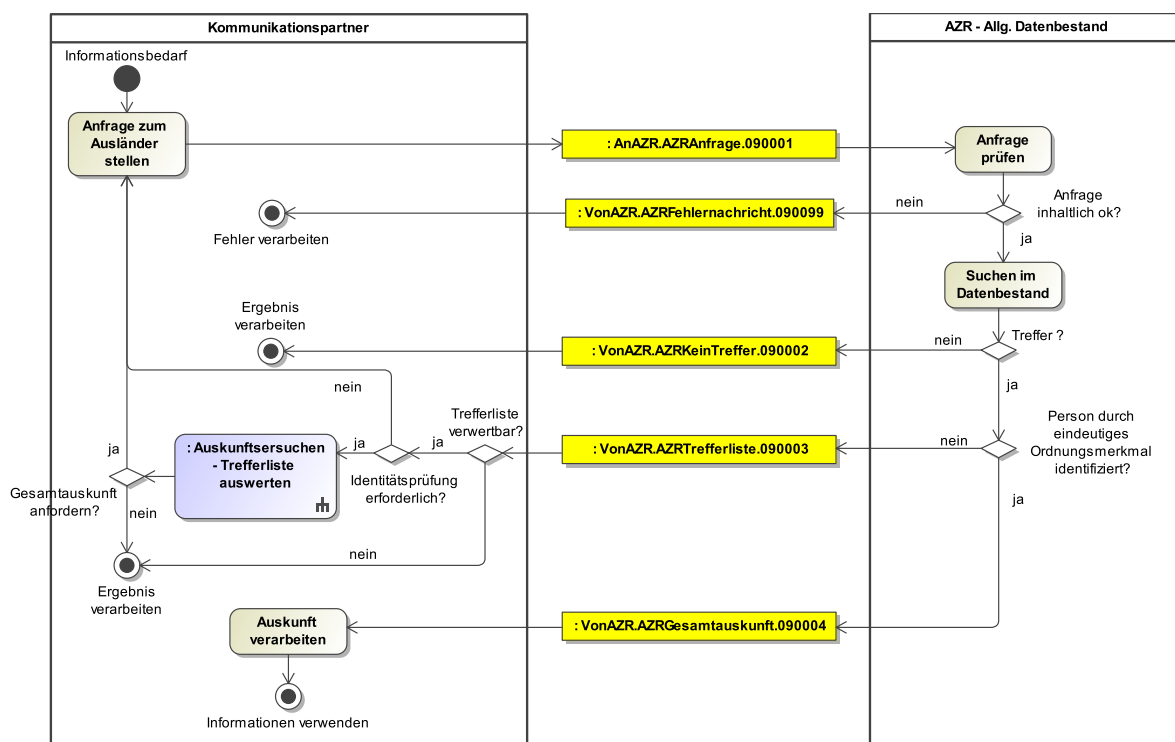 Kommunikationspartner
AZR - Allg. Datenbestand
Informationsbedarf
Anfrage zum
Ausländer
stellen
: AnAZR.AZRAnfrage.090001
Anfrage
prüfen
Anfrage
inhaltlich ok?
nein
: VonAZR.AZRFehlernachricht.090099
Fehler verarbeiten
ja
Suchen im
Datenbestand
Ergebnis
verarbeiten
Treffer ?
nein
: VonAZR.AZRKeinTreffer.090002
ja
nein
Person durch
eindeutiges
Ordnungsmerkmal
identifiziert?
nein
: VonAZR.AZRTrefferliste.090003
Trefferliste
verwertbar?
ja
ja
Identitätsprüfung
erforderlich?
: Auskunftsersuchen
- Trefferliste
auswerten
ja
Gesamtauskunft
anfordern?
nein
nein
ja
Ergebnis
verarbeiten
: VonAZR.AZRGesamtauskunft.090004
Auskunft
verarbeiten
Informationen verwenden